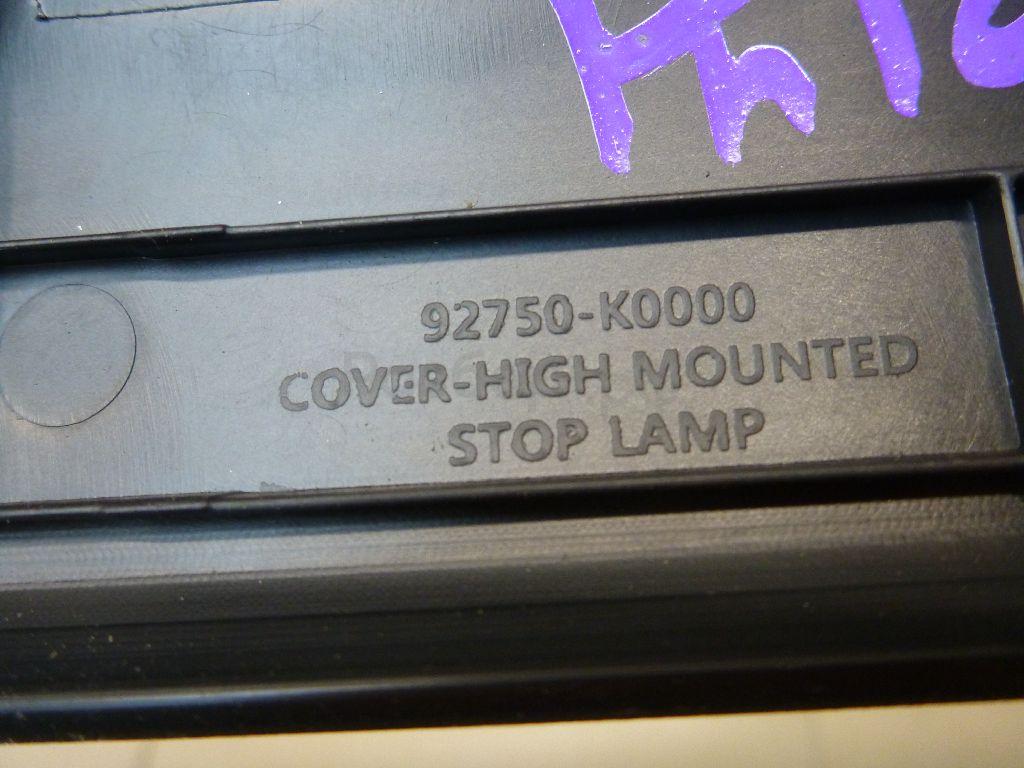 92750-K0000
COVER-HIGH MOUNTED
STOP LAMP